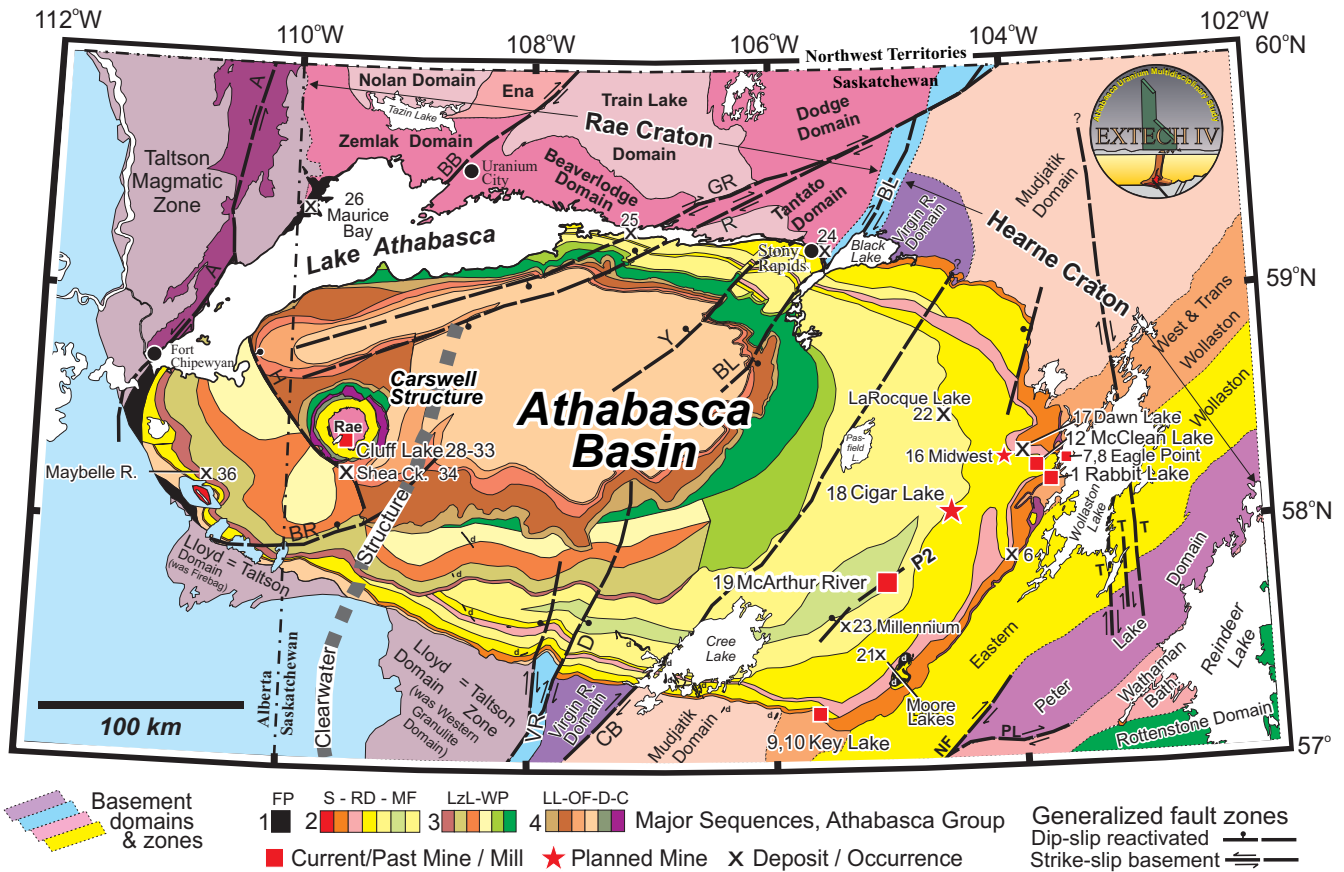 112°W
110°W
108°W
106°W
104°W
102°W
60°N
Northwest Territories
Saskatchewan
Athabasca Uranium Multidisciplinary Study
EXTECH IV
Nolan Domain
Ena
Tazin Lake
Train Lake
Domain
Rae Craton
Dodge
Domain
Zemlak Domain
BB
Uranium
City
Beaverlodge
Domain
GR
R
Tantato
Domain
BL
Virgin R.
Domain
?
?
Mudjatik
Domain
Hearne Craton
Taltson
Magmatic
Zone
A
A
26
Maurice
Bay
Lake Athabasca
25
24
Stony
Rapids
Black
Lake
59°N
West & Trans
Wollaston
Wollaston
Fort
Chipewyan
Carswell
Structure
Rae
Cluff Lake 28-33
Shea Ck. 34
Athabasca
Basin
Y
BL
LaRocque Lake
22
Pas-
field
L.
17 Dawn Lake
12 McClean Lake
16 Midwest
7,8 Eagle Point
1 Rabbit Lake
Maybelle R.
36
18 Cigar Lake
Wollaston
Lake
58°N
BR
Structure
Lloyd = Taltson
Domain
(was Firebag)
19 McArthur River
P2
6
T
T
T
23 Millennium
21
Cree
Lake
D
d
d
d
d
d
d
d
d
d
d
Moore
Lakes
Eastern
Domain
Lake
Peter
Reindeer
Lake
Wathaman
Bath.
Rottenstone Domain
PL
NF
Alberta
Saskatchewan
Clearwater
Lloyd
Domain
= Taltson
Zone
(was Western
Granulite
Domain)
VR
Virgin R.
Domain
CB
Mudjatik
Domain
9,10 Key Lake
57°
100 km
Basement
domains
& zones
FP
S - RD - MF
LzL-WP
LL-OF-D-C
1
2
3
4
Major Sequences, Athabasca Group
Current/Past Mine / Mill
Planned Mine
x Deposit / Occurrence
Generalized fault zones
Dip-slip reactivated
Strike-slip basement